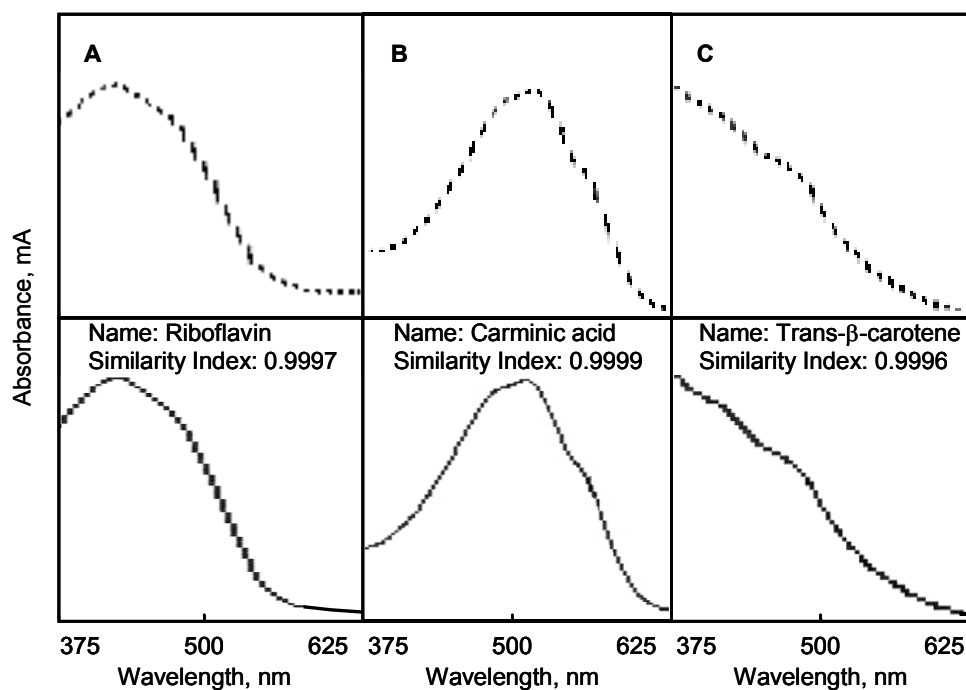 A
B
C
Absorbance, mA
Name: Riboflavin
Similarity Index: 0.9997
Name: Carminic acid
Similarity Index: 0.9999
Name: Trans-β-carotene
Similarity Index: 0.9996
375 500 625
375 500 625
375 500 625
Wavelength, nm
Wavelength, nm
Wavelength, nm